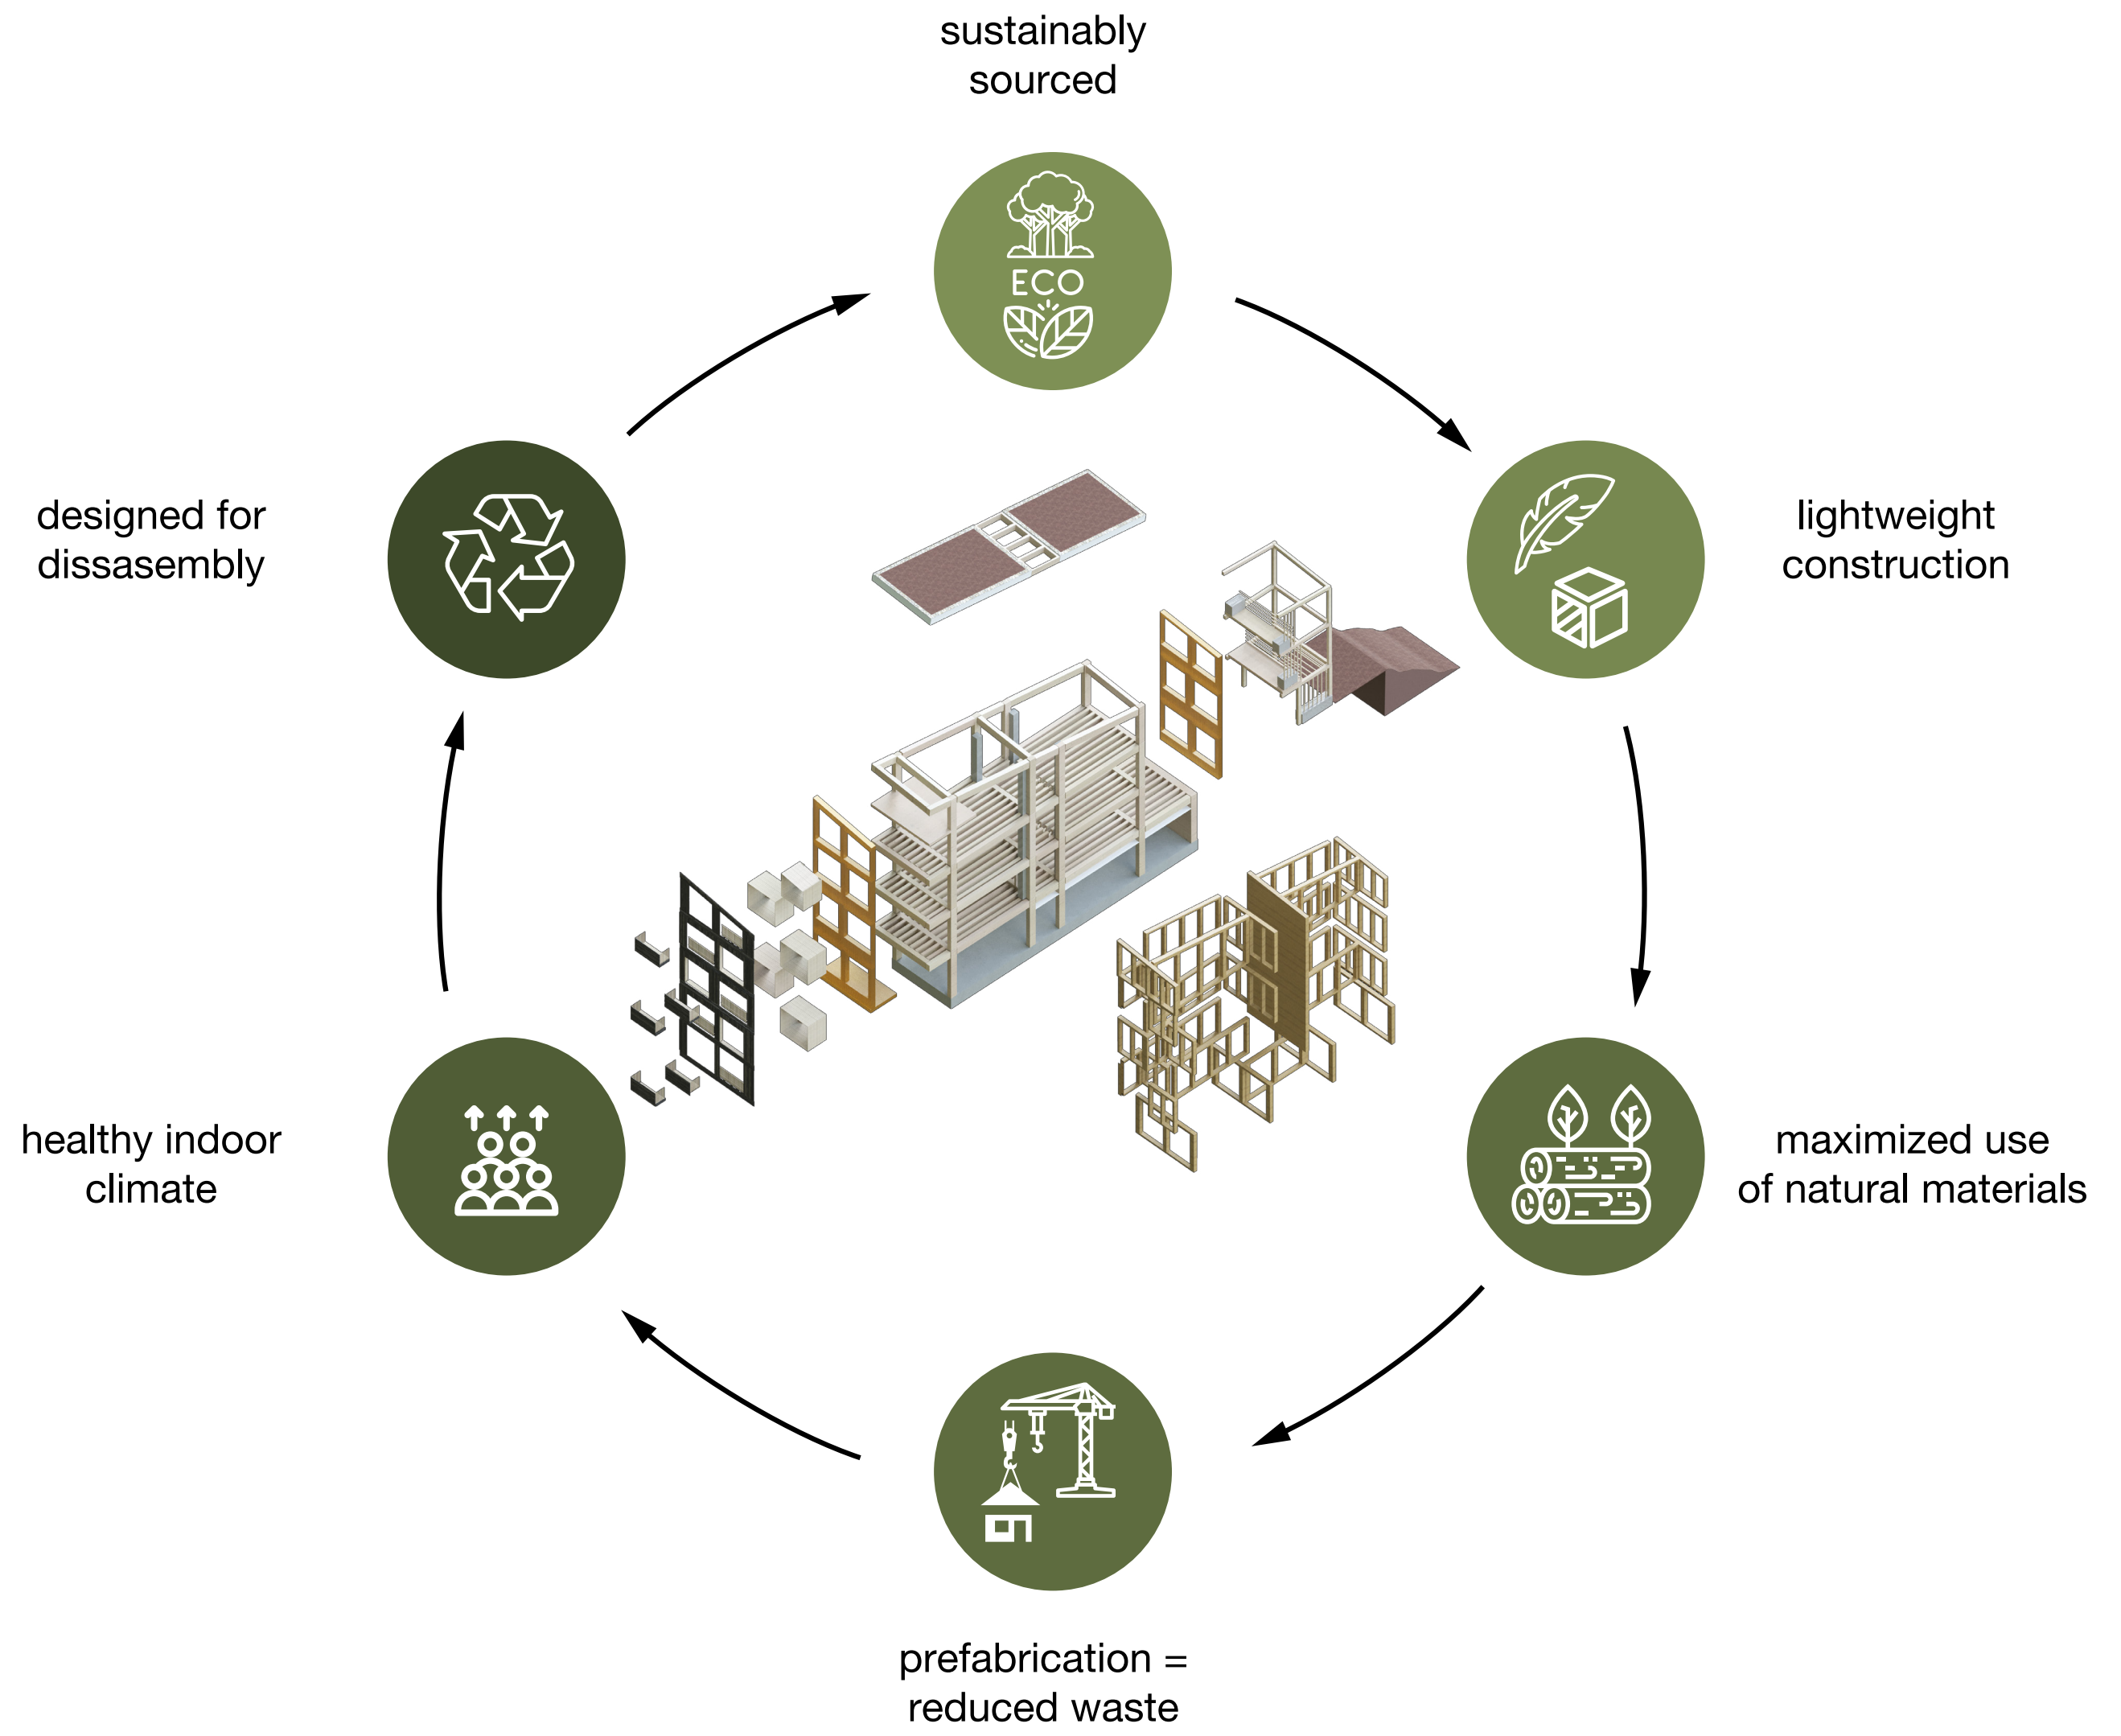 sustainably
sourced
ECO
lightweight
construction
maximized use
of natural materials
prefabrication =
reduced waste
healthy indoor
climate
designed for
dissasembly